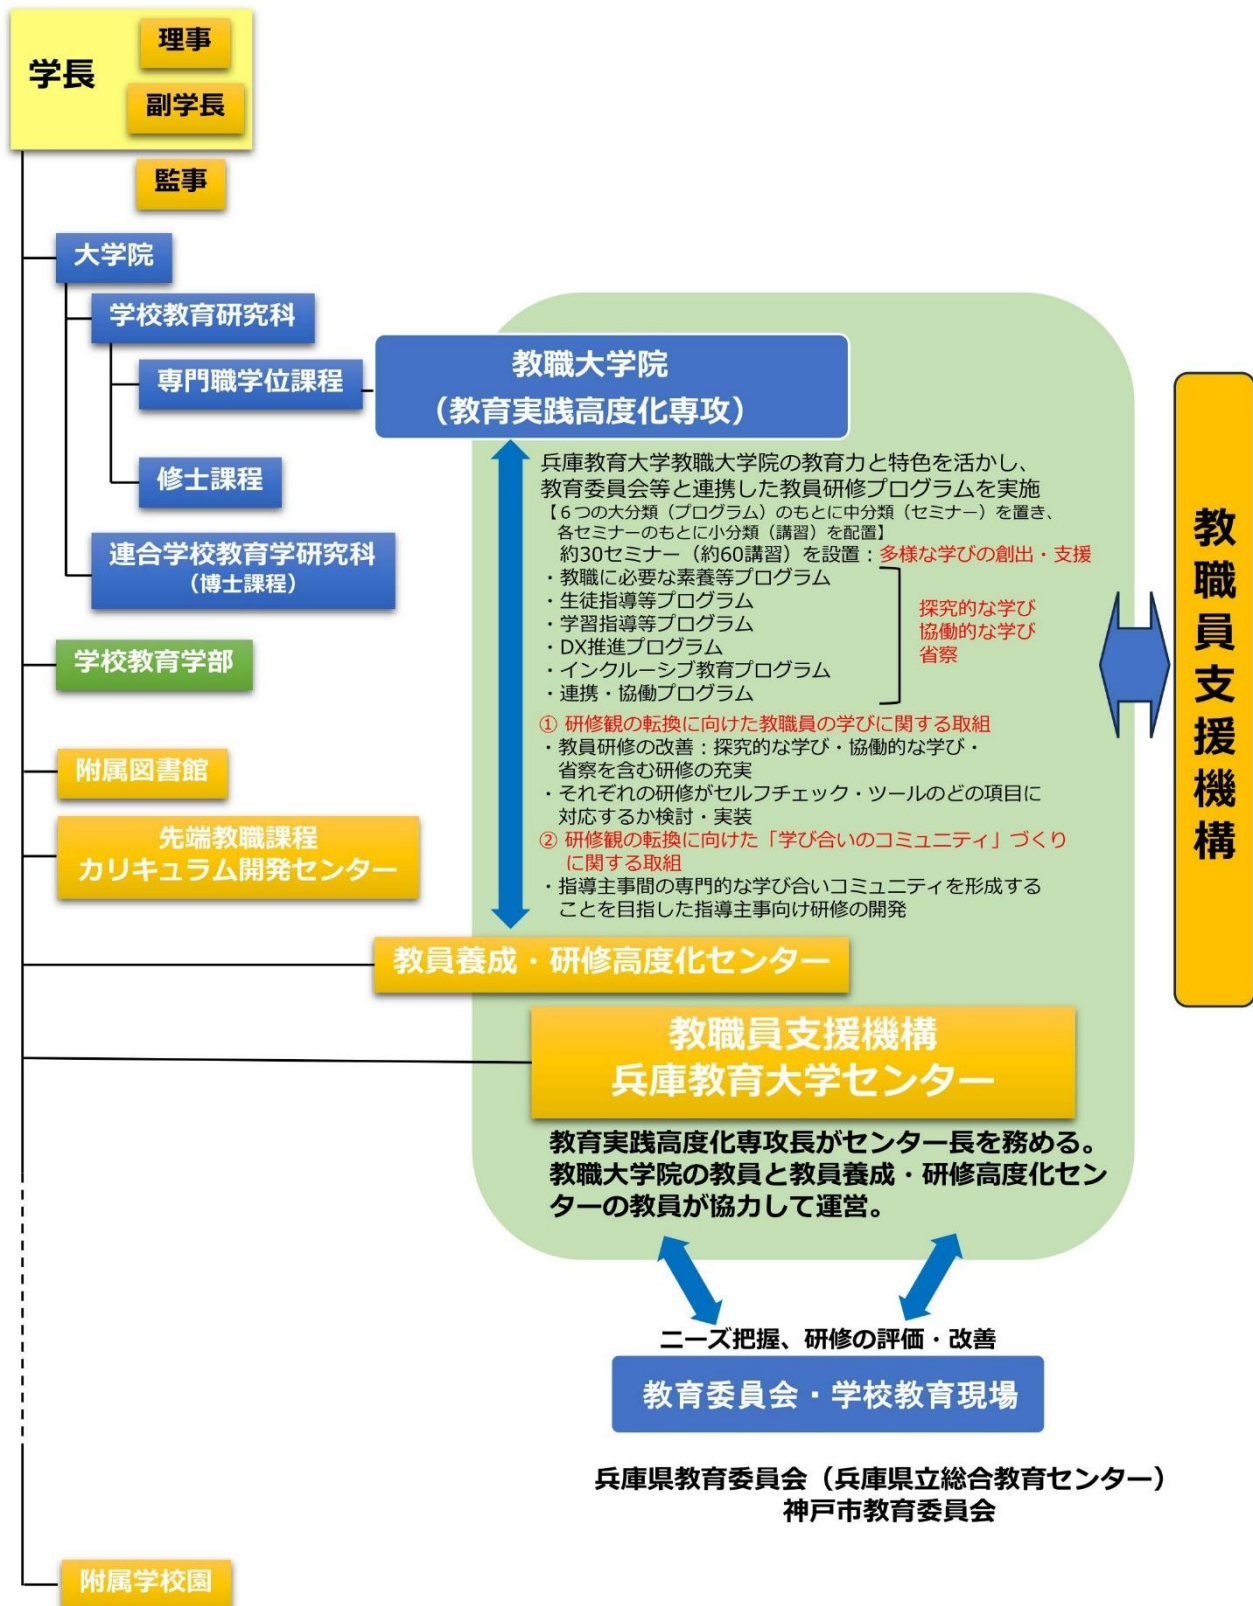 学長
理事
副学長
監事
大学院
学校教育研究科
専門職学位課程
修士課程
連合学校教育学研究科
（博士課程）
学校教育学部
附属図書館
先端教職課程
カリキュラム開発センター
教職大学院
（教育実践高度化専攻）
兵庫教育大学教職大学院の教育力と特色を活かし、
教育委員会等と連携した教員研修プログラムを実施
【６つの大分類（プログラム）のもとに中分類（セミナー）を置き、
各セミナーのもとに小分類（講習）を配置】
約30セミナー（約60講習）を設置：多様な学びの創出・支援
・教職に必要な素養等プログラム
・生徒指導等プログラム
・学習指導等プログラム
・DX推進プログラム
・インクルーシブ教育プログラム
・連携・協働プログラム
探究的な学び
協働的な学び
省察
① 研修観の転換に向けた教職員の学びに関する取組
・教員研修の改善：探究的な学び・協働的な学び・
省察を含む研修の充実
・それぞれの研修がセルフチェック・ツールのどの項目に
対応するか検討・実装
② 研修観の転換に向けた「学び合いのコミュニティ」づくり
に関する取組
・指導主事間の専門的な学び合いコミュニティを形成する
ことを目指した指導主事向け研修の開発
教員養成・研修高度化センター
教職員支援機構
兵庫教育大学センター
教育実践高度化専攻長がセンター長を務める。
教職大学院の教員と教員養成・研修高度化セン
ターの教員が協力して運営。
教職員支援機構
ニーズ把握、研修の評価・改善
教育委員会・学校教育現場
兵庫県教育委員会（兵庫県立総合教育センター）
神戸市教育委員会
附属学校園